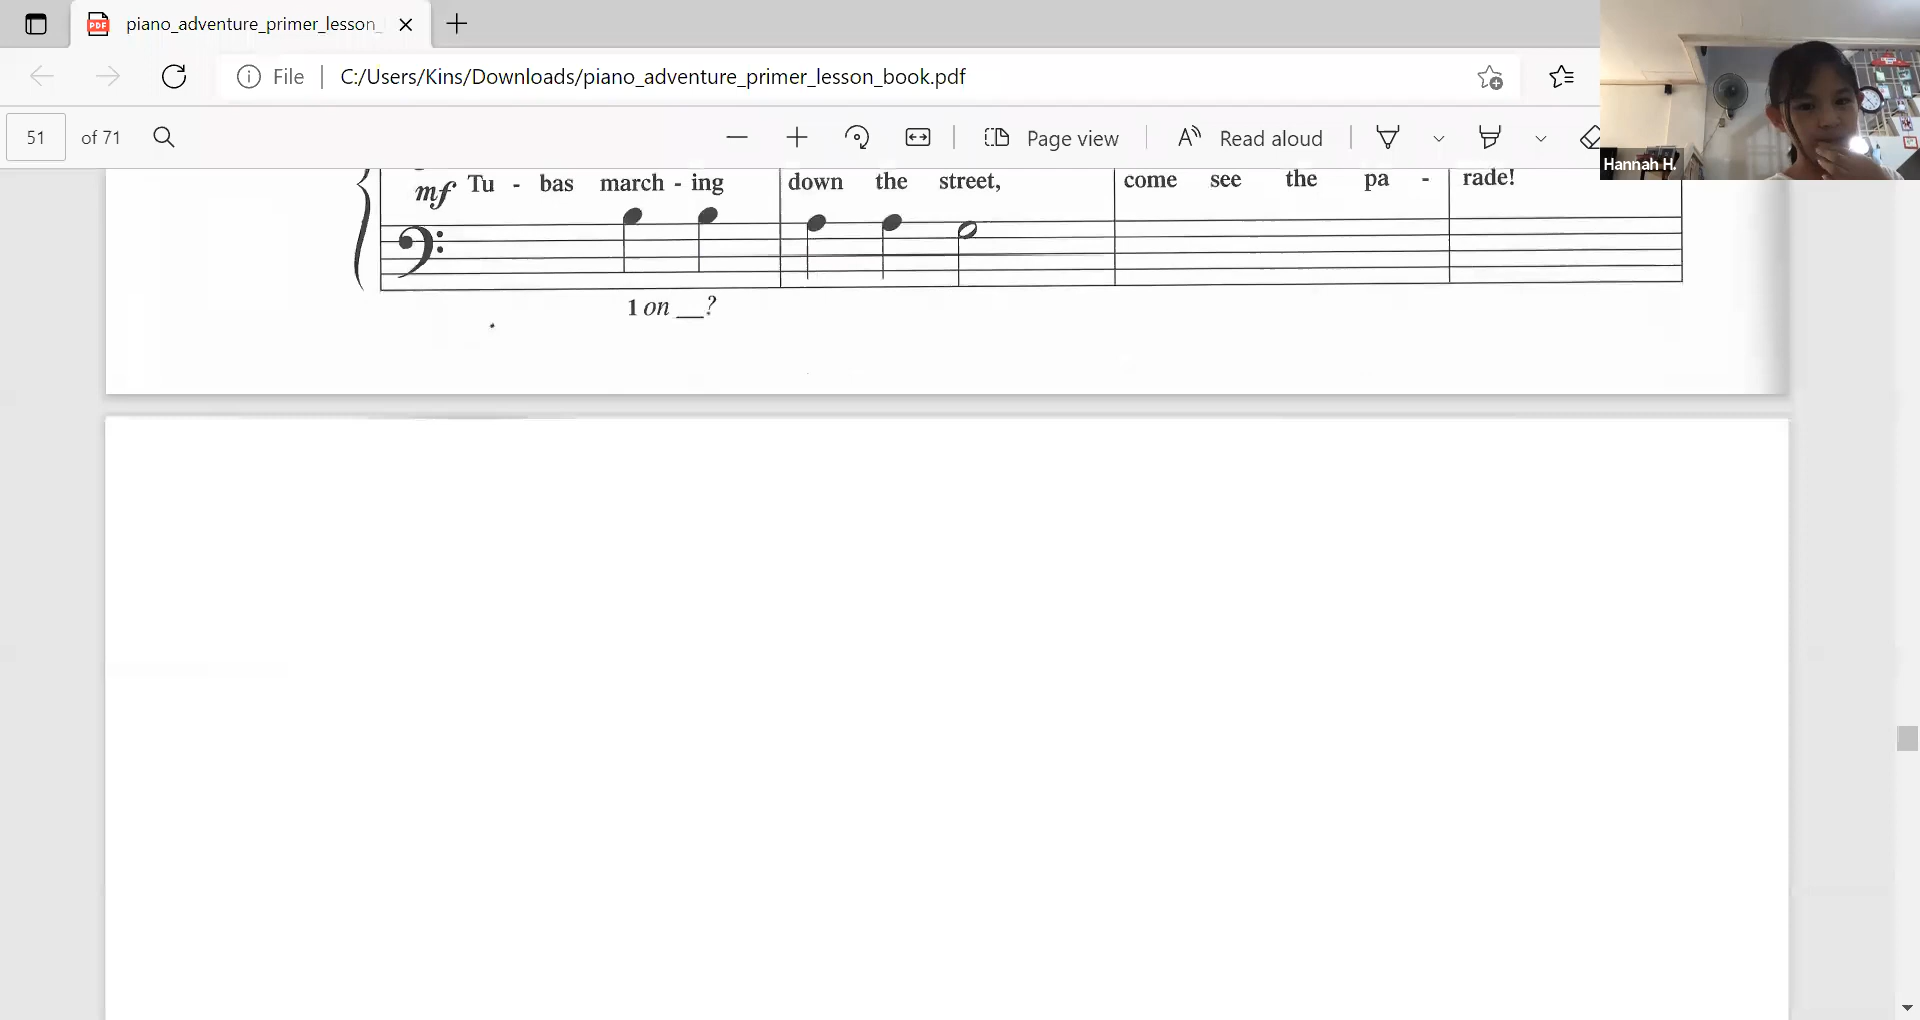 piano_adventure_primer_lesson_
File
C:/Users/Kins/Downloads/piano_adventure_primer_lesson_book.pdf
51 of 71
Page view
Read aloud
Hannah H.
mf Tu - bas march - ing down the street, come see the pa - rade!
1 on __?